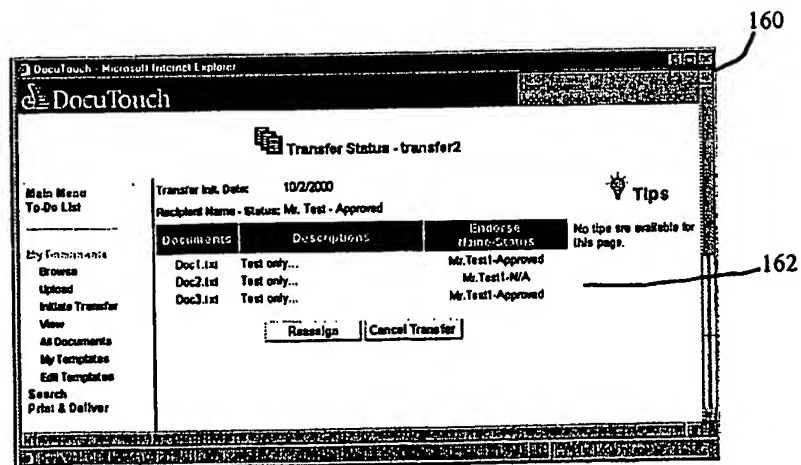 160
DocuTouch - Microsoft Internet Explorer
DocuTouch
Transfer Status - transfer2
Main Menu
To-Do List
My Documents
Browse
Upload
Initiate Transfer
View
All Documents
My Templates
Edit Templates
Search
Print & Deliver
Transfer Init. Date: 10/2/2000
Recipient Name - Status: Mr. Test - Approved
Documents Descriptions Endorse Name-Status
Doc1.txt Test only... Mr.Test1-Approved
Doc2.txt Test only... Mr.Test1-N/A
Doc3.txt Test only... Mr.Test1-Approved
Reassign Cancel Transfer
Tips
No tips are available for
this page.
162